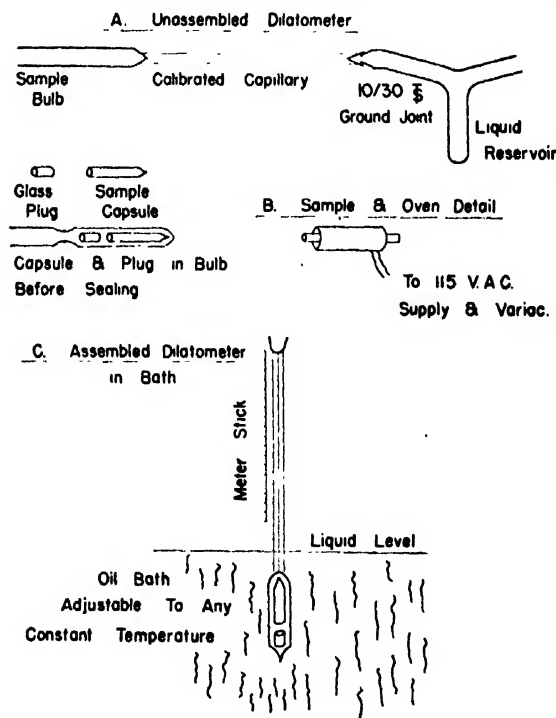 A. Unassembled Dilatometer
Sample
Bulb
Calibrated Capillary
10/30 ⏉
Ground Joint
Liquid
Reservoir
Glass
Plug
Sample
Capsule
Capsule & Plug in Bulb
Before Sealing
B. Sample & Oven Detail
To 115 V. A C.
Supply & Variac.
C. Assembled Dilatometer
in Bath
Meter Stick
Liquid Level
Oil Bath
Adjustable To Any
Constant Temperature